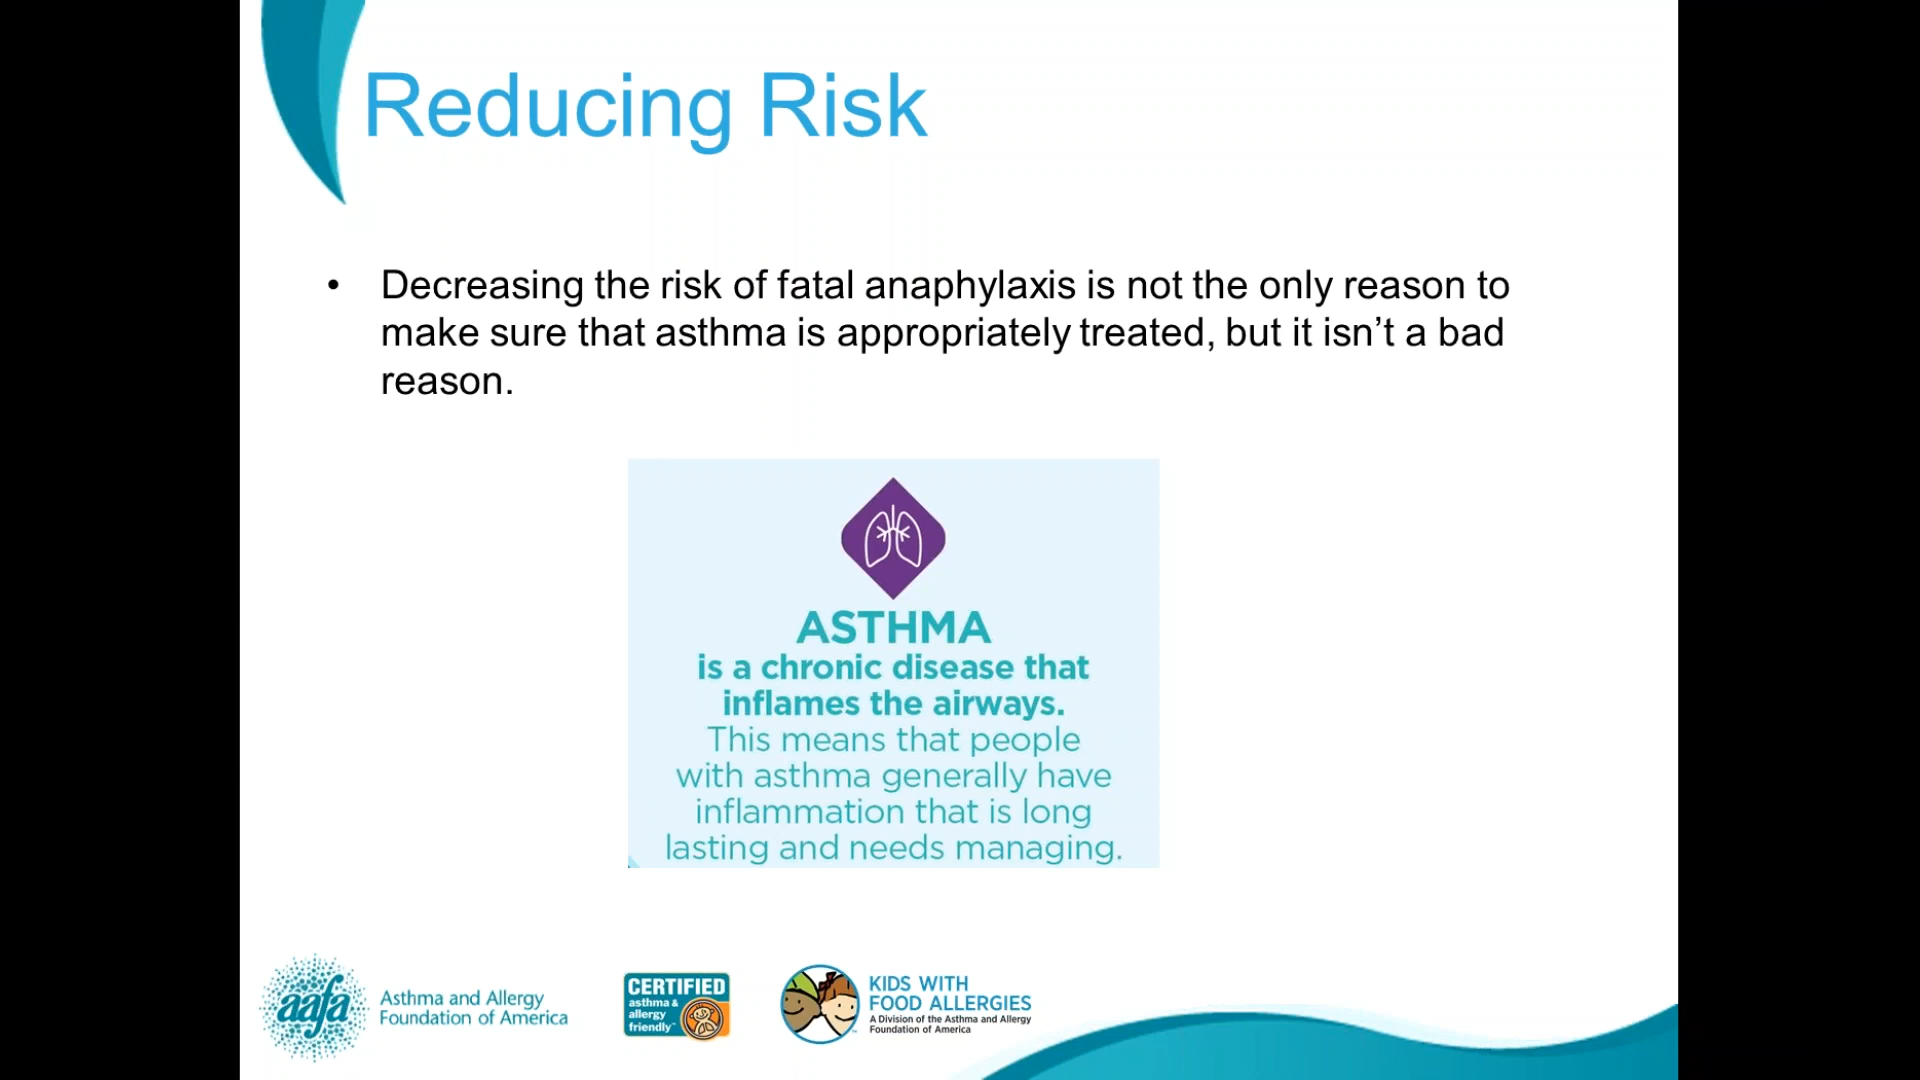 Reducing Risk
• Decreasing the risk of fatal anaphylaxis is not the only reason to
make sure that asthma is appropriately treated, but it isn’t a bad
reason.
ASTHMA
is a chronic disease that
inflames the airways.
This means that people
with asthma generally have
inflammation that is long
lasting and needs managing.
aafa
Asthma and Allergy
Foundation of America
CERTIFIED
asthma &
allergy
friendly™
KIDS WITH
FOOD ALLERGIES
A Division of the Asthma and Allergy
Foundation of America